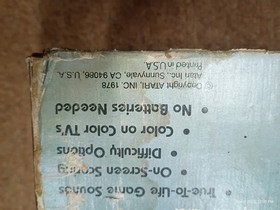 • True-To-Life Game Sounds
• On-Screen Scoring
• Difficulty Options
• Color on Color TV's
• No Batteries Needed
© Copyright ATARI, INC. 1978
Atari Inc. Sunnyvale, CA 94086, U.S.A.
Printed in U.S.A.